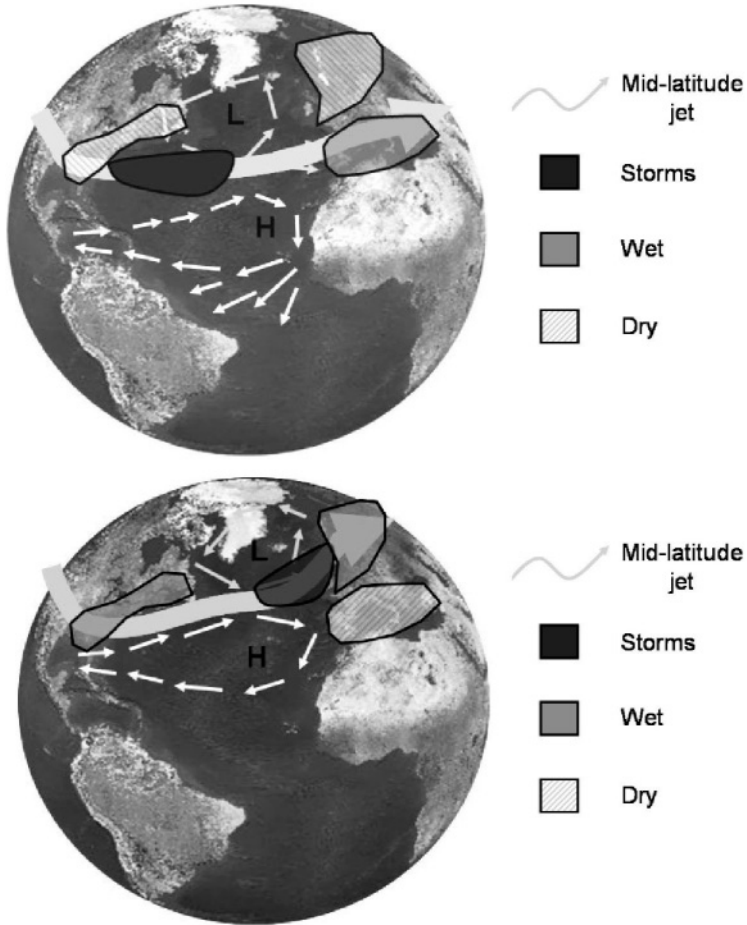 L
H
Mid-latitude
jet
Storms
Wet
Dry
L
H
Mid-latitude
jet
Storms
Wet
Dry